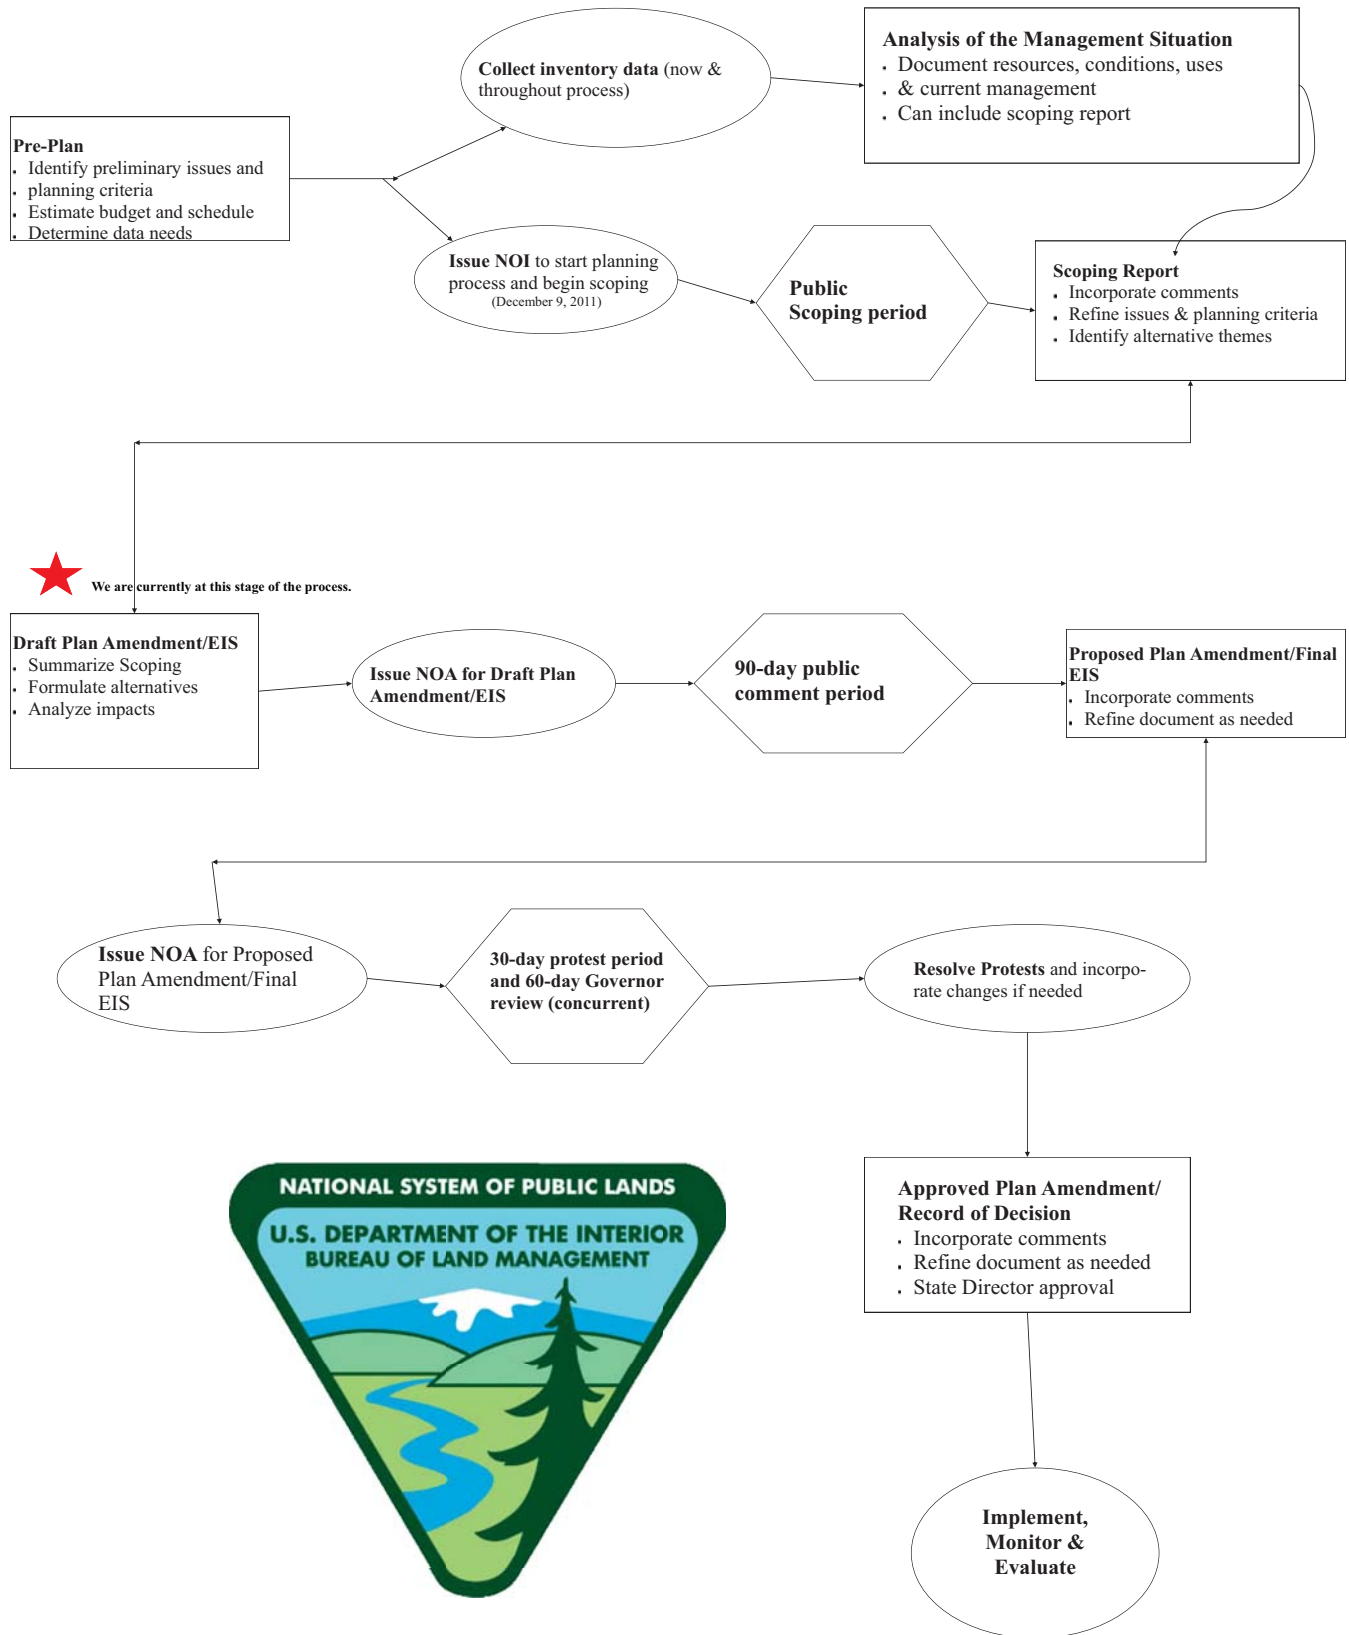 Collect inventory data (now &
throughout process)
Analysis of the Management Situation
• Document resources, conditions, uses
• & current management
• Can include scoping report
Pre-Plan
• Identify preliminary issues and
• planning criteria
• Estimate budget and schedule
• Determine data needs
Issue NOI to start planning
process and begin scoping
(December 9, 2011)
Public
Scoping period
Scoping Report
• Incorporate comments
• Refine issues & planning criteria
• Identify alternative themes
We are currently at this stage of the process.
Draft Plan Amendment/EIS
• Summarize Scoping
• Formulate alternatives
• Analyze impacts
Issue NOA for Draft Plan
Amendment/EIS
90-day public
comment period
Proposed Plan Amendment/Final
EIS
• Incorporate comments
• Refine document as needed
Issue NOA for Proposed
Plan Amendment/Final
EIS
30-day protest period
and 60-day Governor
review (concurrent)
Resolve Protests and incorpo-
rate changes if needed
Approved Plan Amendment/
Record of Decision
• Incorporate comments
• Refine document as needed
• State Director approval
NATIONAL SYSTEM OF PUBLIC LANDS
U.S. DEPARTMENT OF THE INTERIOR
BUREAU OF LAND MANAGEMENT
Implement,
Monitor &
Evaluate